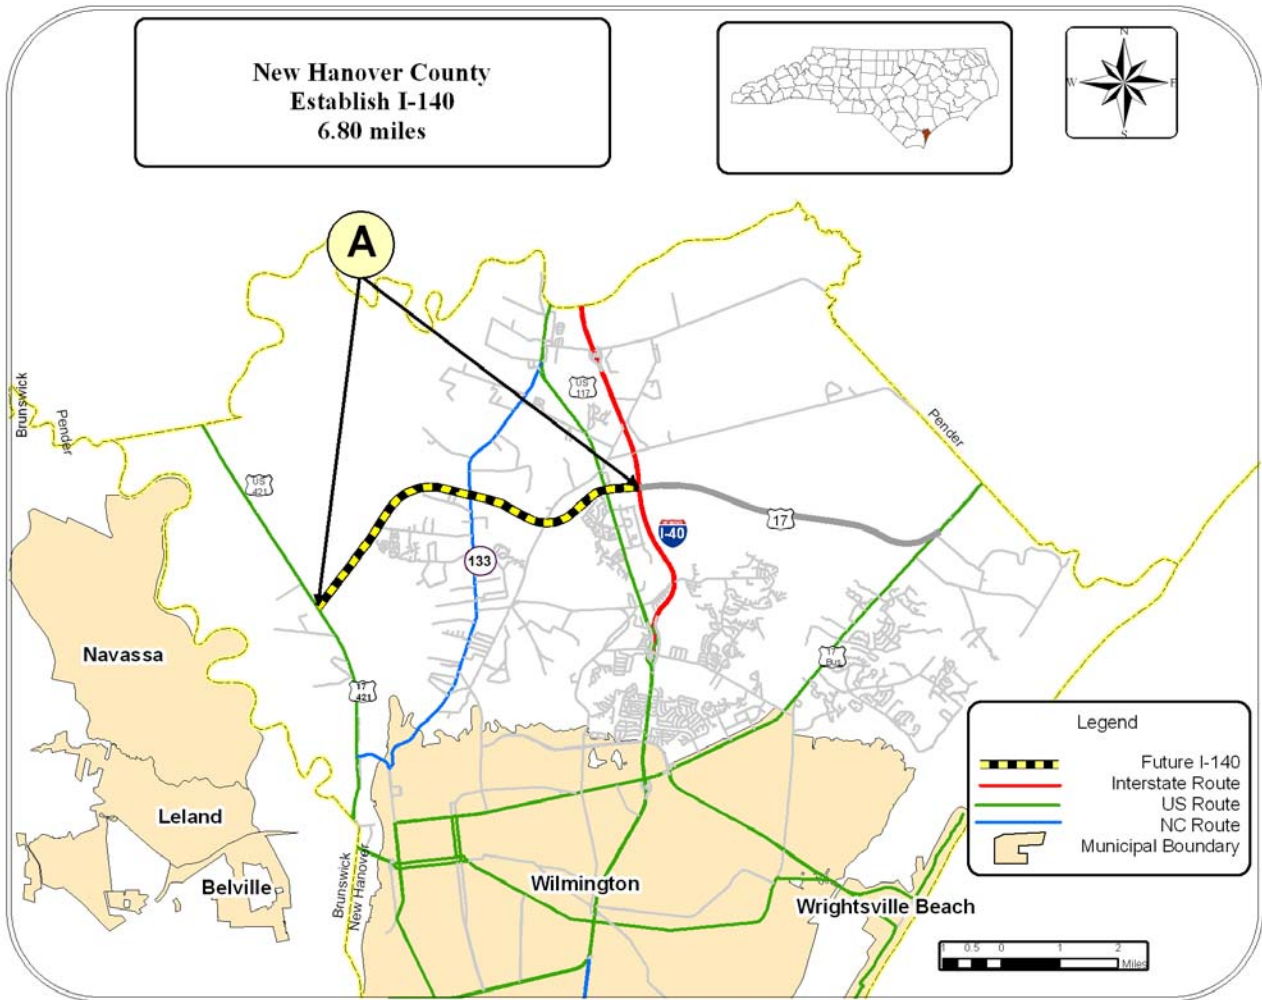 New Hanover County
Establish I-140
6.80 miles
N
W
E
S
A
Brunswick
Pender
US
421
US
117
Pender
17
I-40
133
Navassa
17
421
17
Bus
Legend
Future I-140
Interstate Route
US Route
NC Route
Municipal Boundary
Leland
Belville
Brunswick
New Hanover
Wilmington
Wrightsville Beach
1 0.5 0 1 2
Miles